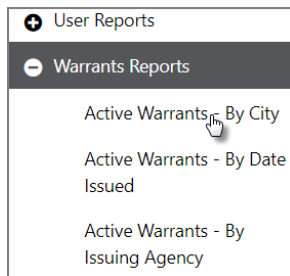 User Reports
Warrants Reports
Active Warrants - By City
Active Warrants - By Date
Issued
Active Warrants - By
Issuing Agency